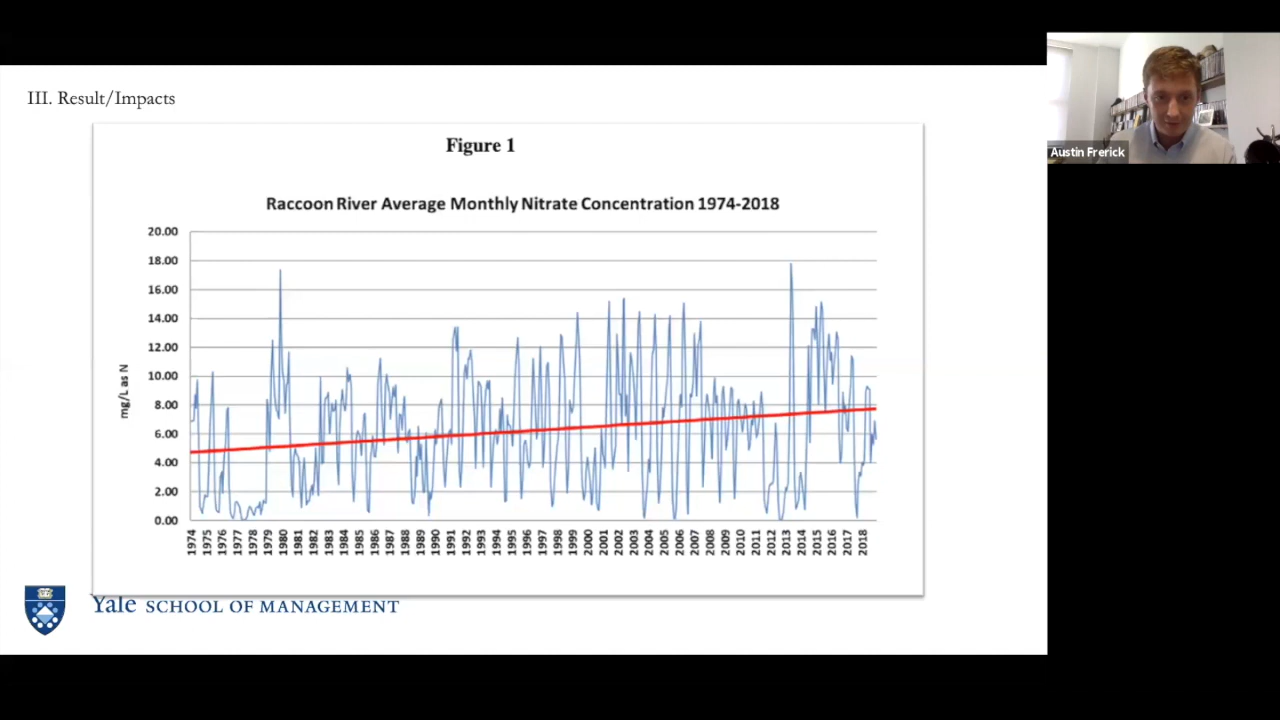 III. Result/Impacts
Figure 1
Raccoon River Average Monthly Nitrate Concentration 1974-2018
mg/L as N
20.00
18.00
16.00
14.00
12.00
10.00
8.00
6.00
4.00
2.00
0.00
1974 1975 1976 1977 1978 1979 1980 1981 1982 1983 1984 1985 1986 1987 1988 1989 1990 1991 1992 1993 1994 1995 1996 1997 1998 1999 2000 2001 2002 2003 2004 2005 2006 2007 2008 2009 2010 2011 2012 2013 2014 2015 2016 2017 2018
Yale SCHOOL OF MANAGEMENT
Austin Frerick